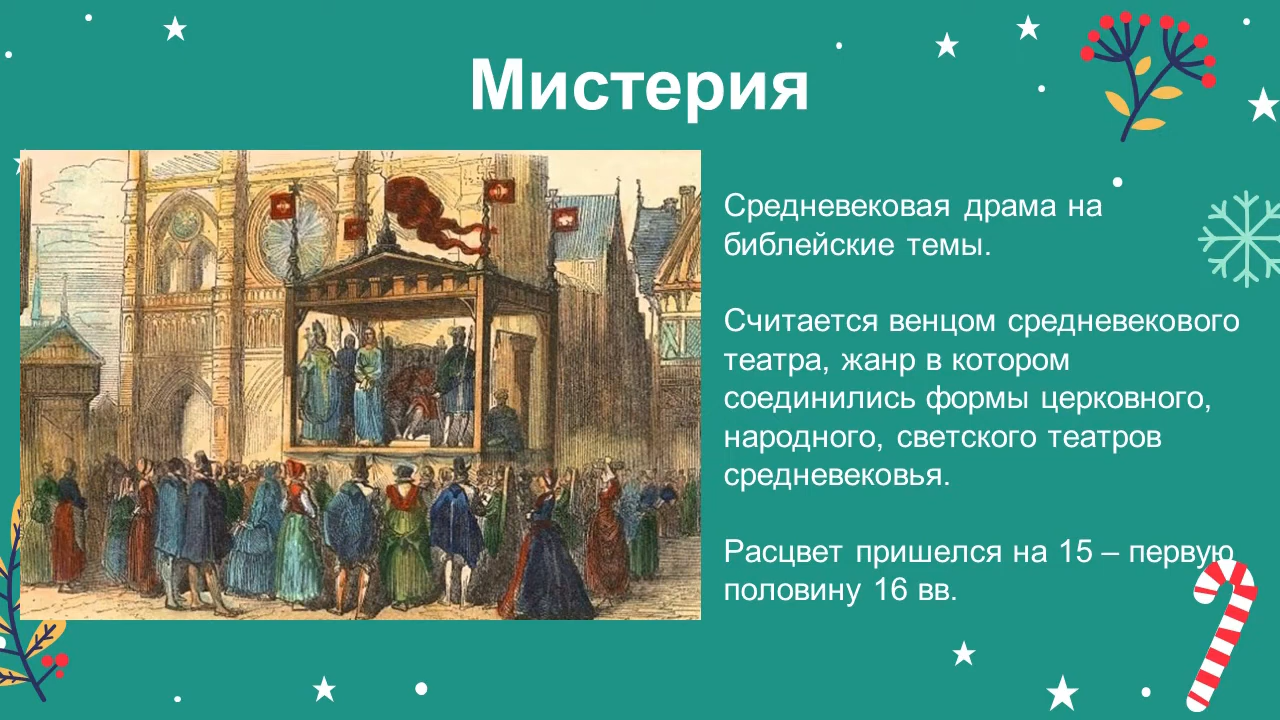 Мистерия
Средневековая драма на
библейские темы.
Считается венцом средневекового
театра, жанр в котором
соединились формы церковного,
народного, светского театров
средневековья.
Расцвет пришелся на 15 – первую
половину 16 вв.